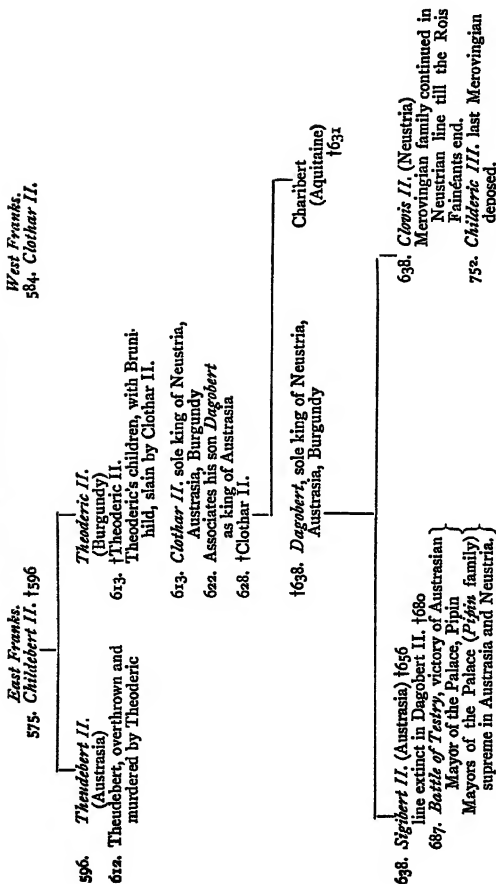 East Franks.
575. Childebert II. †596
West Franks.
584. Clothar II.
596. Theudebert II.
(Austrasia)
612. Theudebert, overthrown and
murdered by Theoderic
Theoderic II.
(Burgundy)
613. †Theoderic II.
Theoderic's children, with Bruni-
hild, slain by Clothar II.
613. Clothar II. sole king of Neustria,
Austrasia, Burgundy
622. Associates his son Dagobert
as king of Austrasia
628. †Clothar II.
†638. Dagobert, sole king of Neustria,
Austrasia, Burgundy
Charibert
(Aquitaine)
†631
638. Sigibert II. (Austrasia) †656
line extinct in Dagobert II. †680
687. Battle of Testry, victory of Austrasian
Mayor of the Palace, Pipin
Mayors of the Palace (Pipin family)
supreme in Austrasia and Neustria.
638. Clovis II. (Neustria)
Merovingian family continued in
Neustrian line till the Rois
Fainéants end.
752. Childeric III. last Merovingian
deposed.